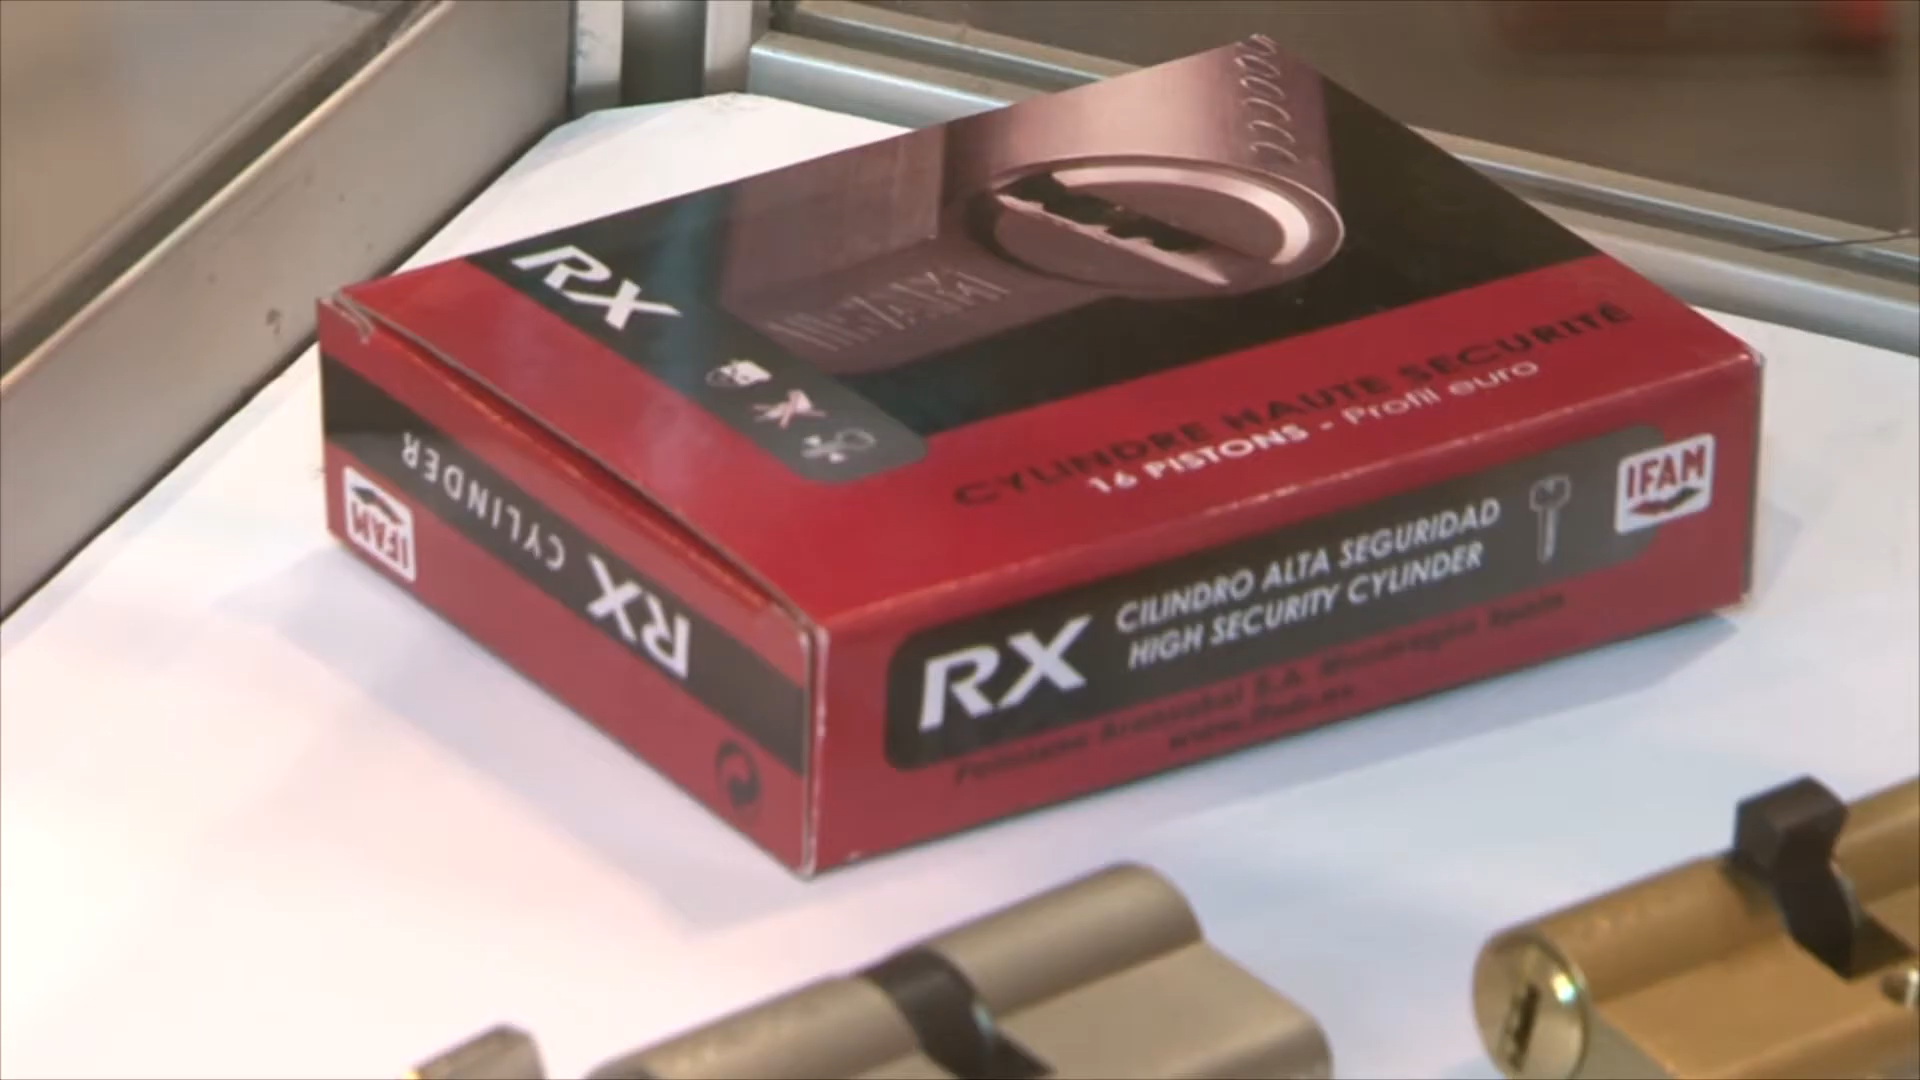 RX
CYLINDRE HAUTE SECURITÉ
16 PISTONS - Profil euro
IFAM
RX CYLINDER
RX
CILINDRO ALTA SEGURIDAD
HIGH SECURITY CYLINDER
IFAM